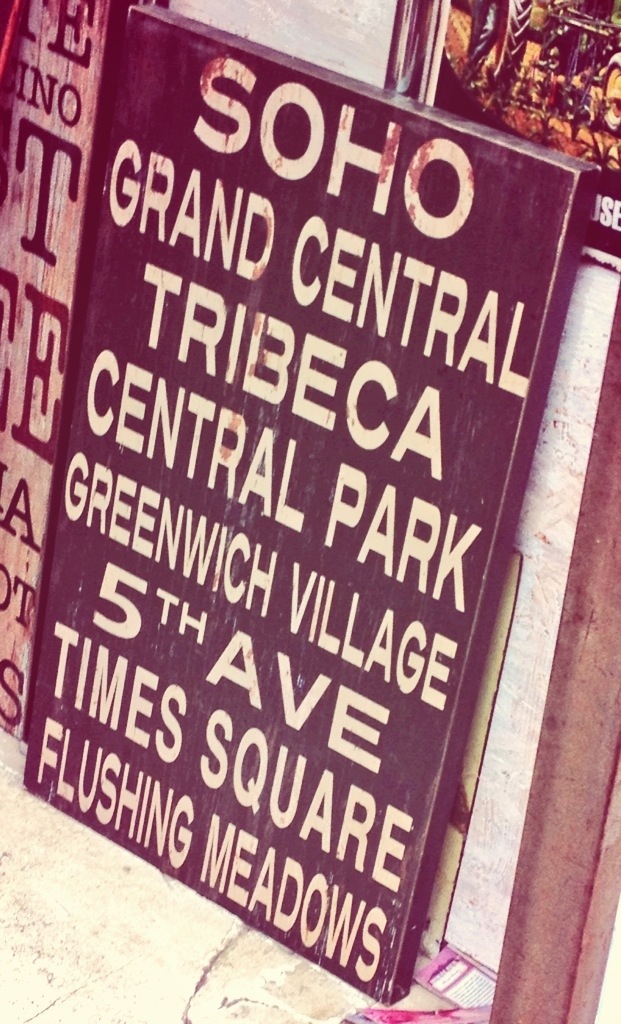 SOHO
GRAND CENTRAL
TRIBECA
CENTRAL PARK
GREENWICH VILLAGE
5TH AVE
TIMES SQUARE
FLUSHING MEADOWS